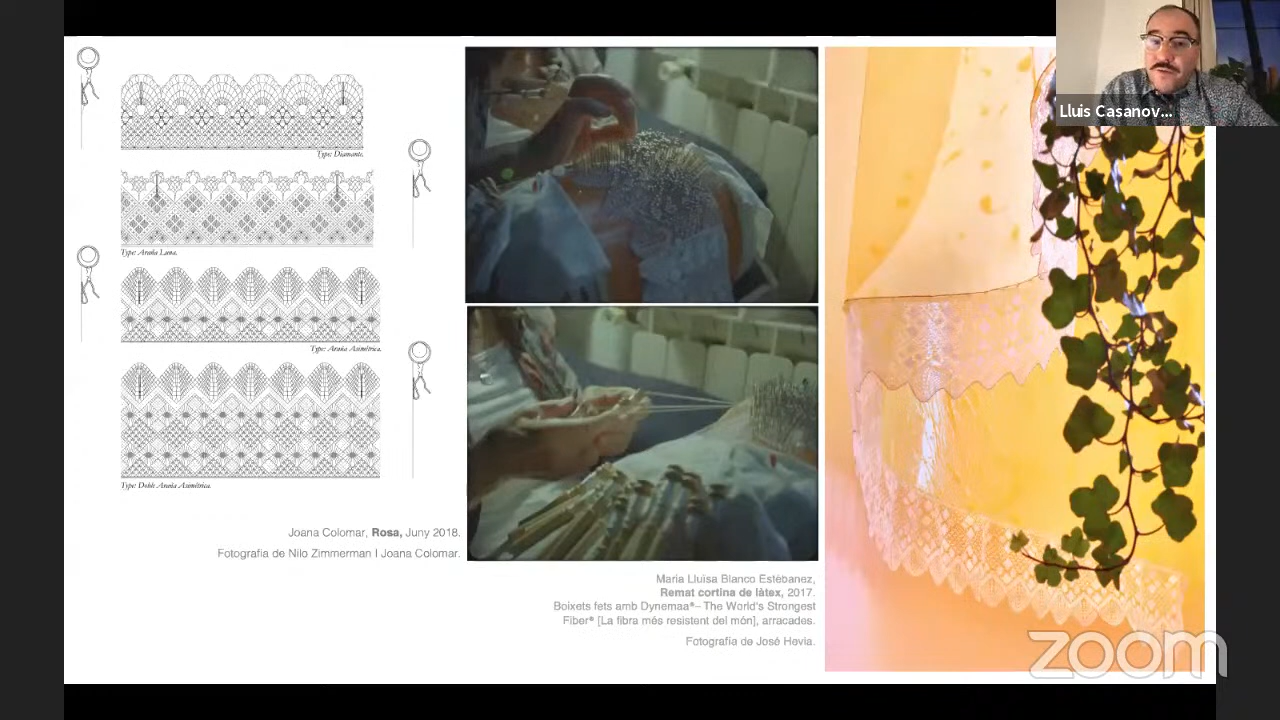 Lluis Casanov...
Type: Diamante.
Type: Araña Luna.
Type: Araña Asimétrica.
Type: Doble Araña Asimétrica.
Joana Colomar, Rosa, Juny 2018.
Fotografia de Nilo Zimmerman I Joana Colomar.
Maria Lluïsa Blanco Estébanez,
Remat cortina de làtex, 2017.
Boixets fets amb Dynemaa®– The World's Strongest
Fiber® [La fibra més resistent del món], arracades.
Fotografia de José Hevia.
zoom